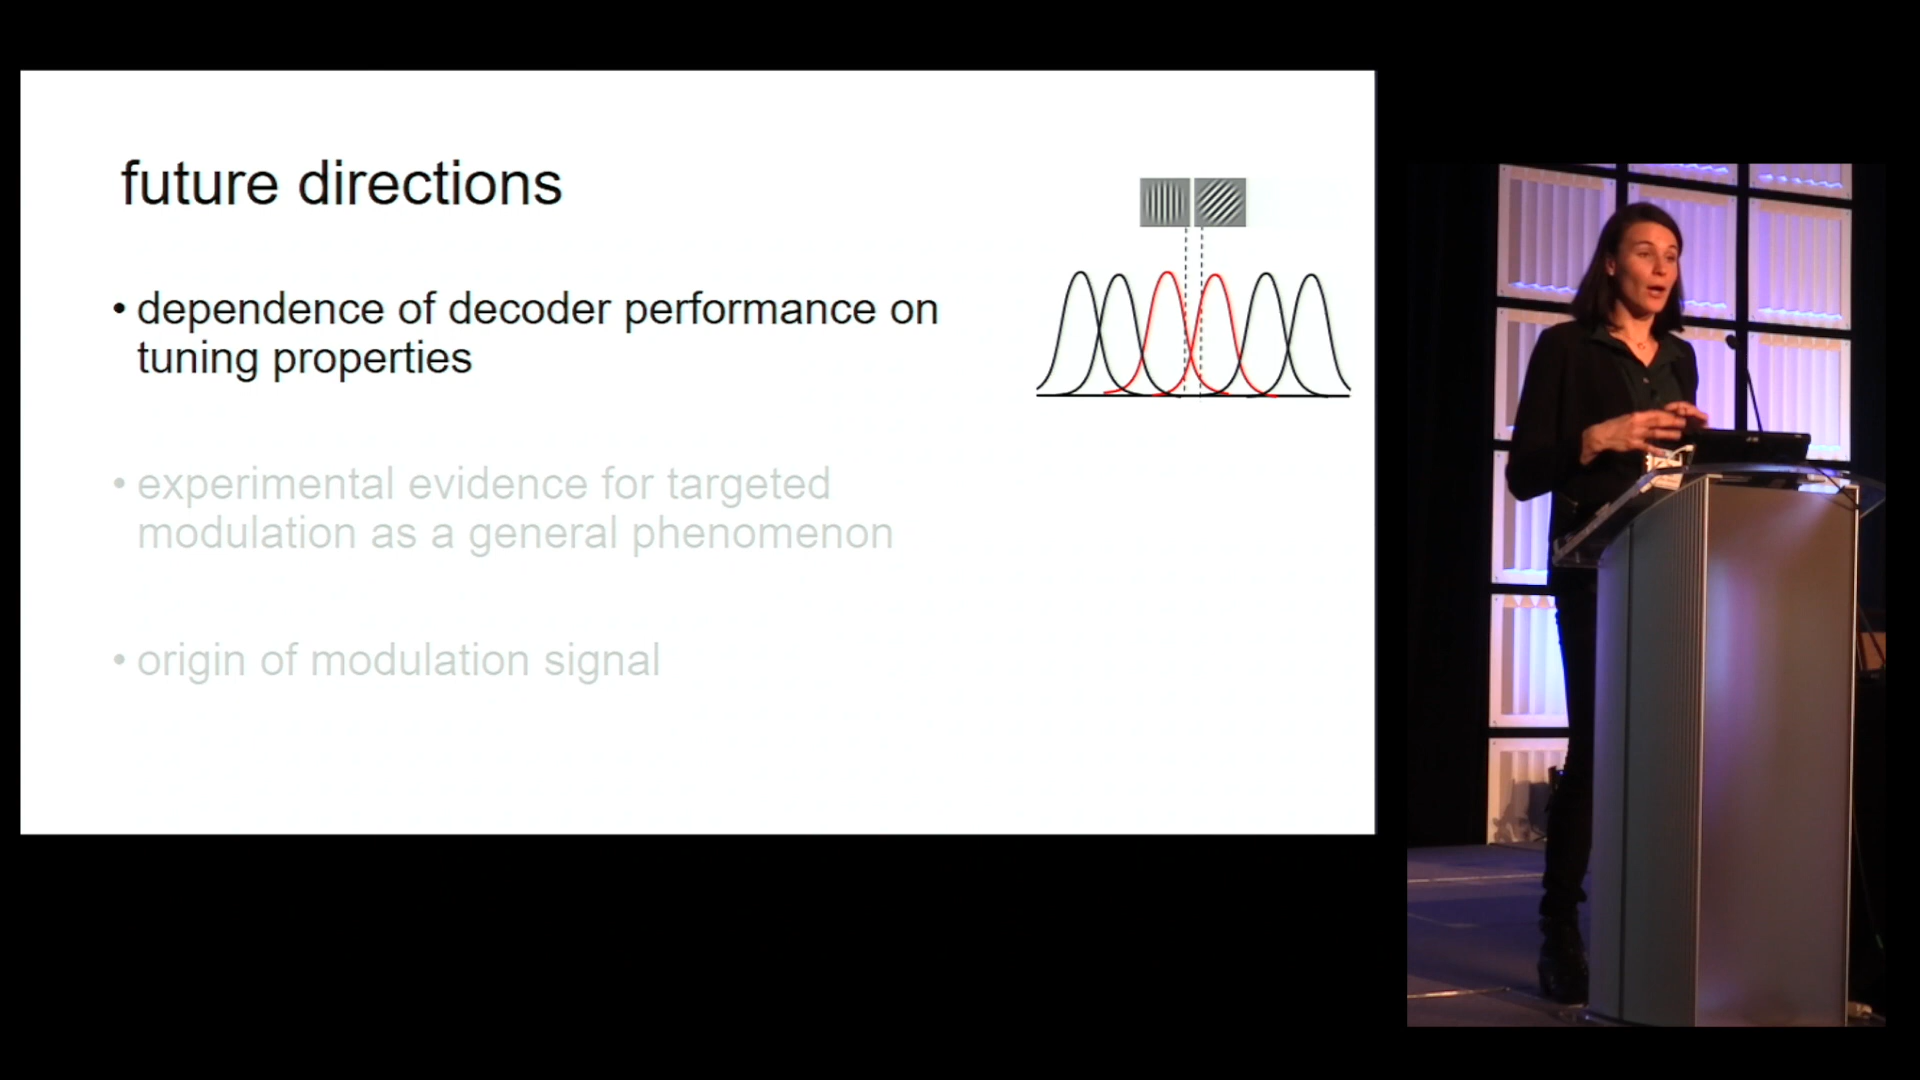 future directions
• dependence of decoder performance on
tuning properties
• experimental evidence for targeted
modulation as a general phenomenon
• origin of modulation signal